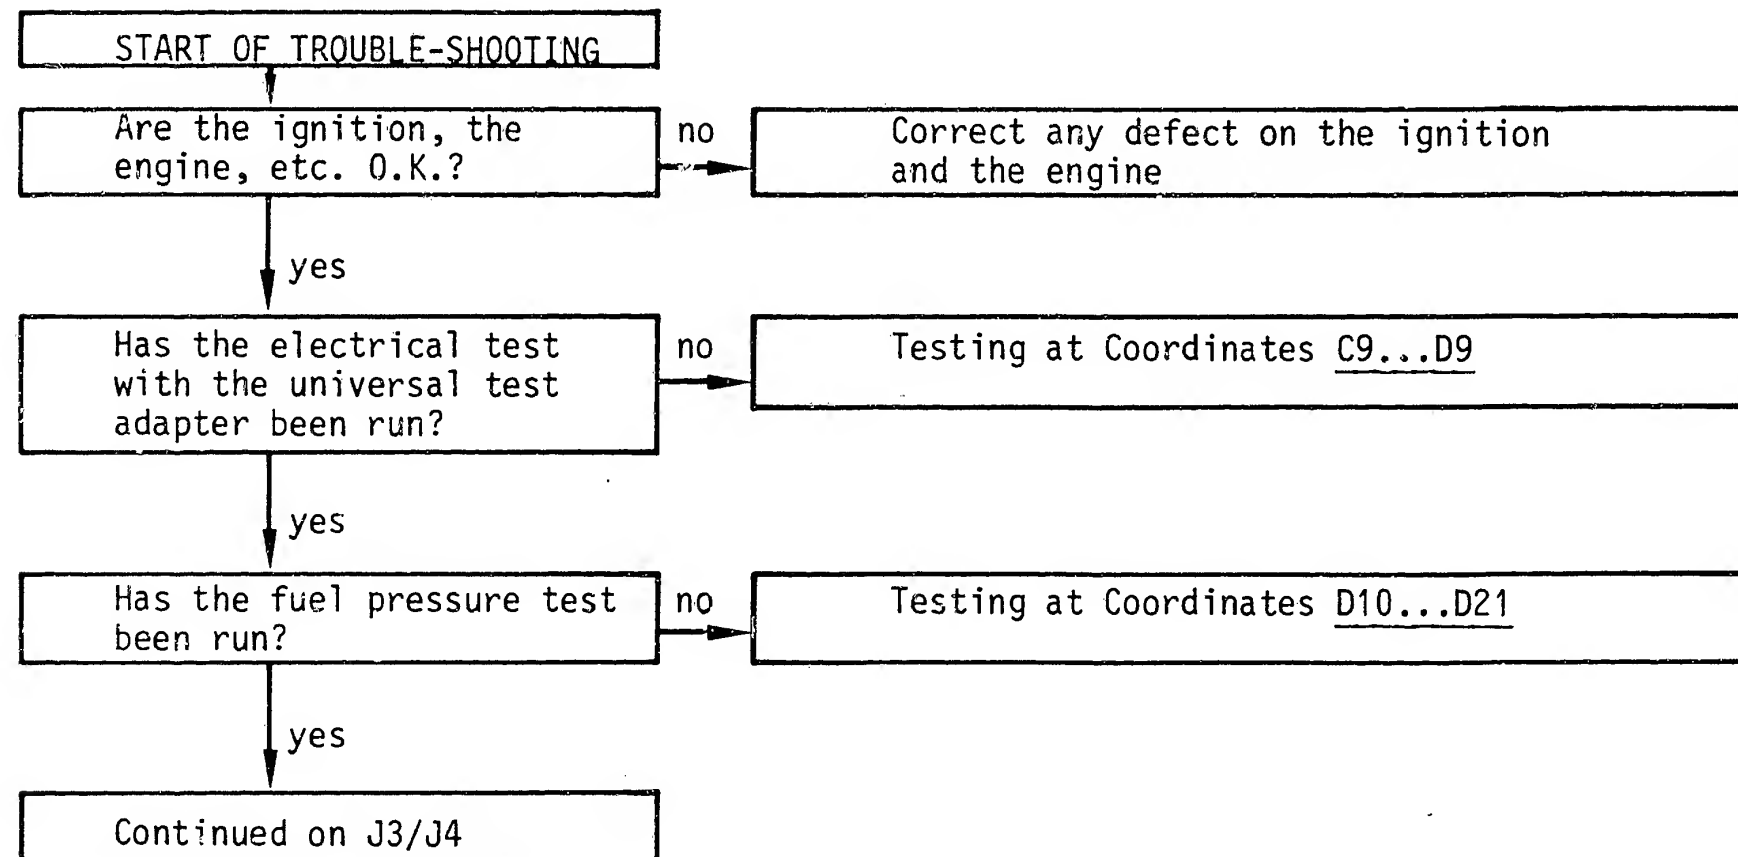 START OF TROUBLE-SHOOTING
Are the ignition, the
engine, etc. O.K.?
no
Correct any defect on the ignition
and the engine
yes
Has the electrical test
with the universal test
adapter been run?
no
Testing at Coordinates C9...D9
yes
Has the fuel pressure test
been run?
no
Testing at Coordinates D10...D21
yes
Continued on J3/J4